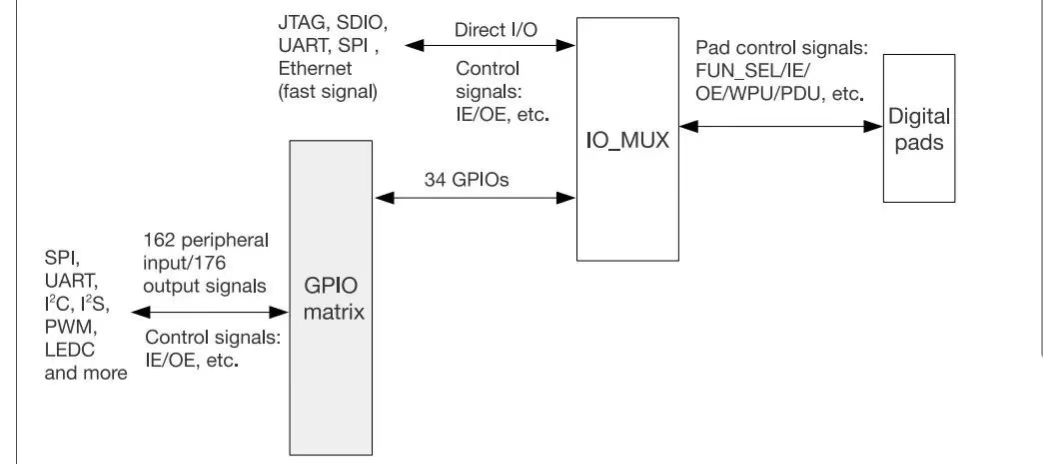 JTAG, SDIO,
UART, SPI ,
Ethernet
(fast signal)
Direct I/O
Control
signals:
IE/OE, etc.
IO_MUX
Pad control signals:
FUN_SEL/IE/
OE/WPU/PDU, etc.
Digital
pads
34 GPIOs
SPI,
UART,
I²C, I²S,
PWM,
LEDC
and more
162 peripheral
input/176
output signals
Control signals:
IE/OE, etc.
GPIO
matrix